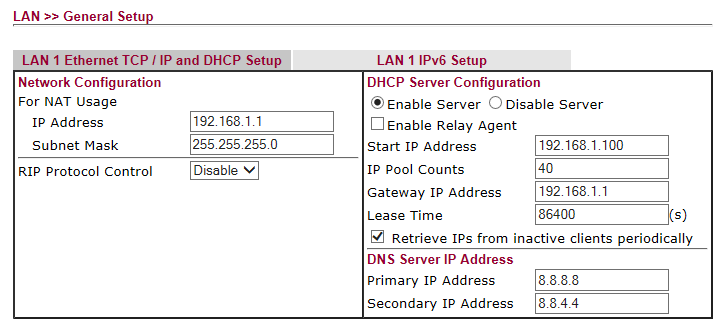 LAN >> General Setup
LAN 1 Ethernet TCP / IP and DHCP Setup
LAN 1 IPv6 Setup
Network Configuration
For NAT Usage
IP Address 192.168.1.1
Subnet Mask 255.255.255.0
RIP Protocol Control Disable
DHCP Server Configuration
Enable Server Disable Server
Enable Relay Agent
Start IP Address 192.168.1.100
IP Pool Counts 40
Gateway IP Address 192.168.1.1
Lease Time 86400 (s)
Retrieve IPs from inactive clients periodically
DNS Server IP Address
Primary IP Address 8.8.8.8
Secondary IP Address 8.8.4.4